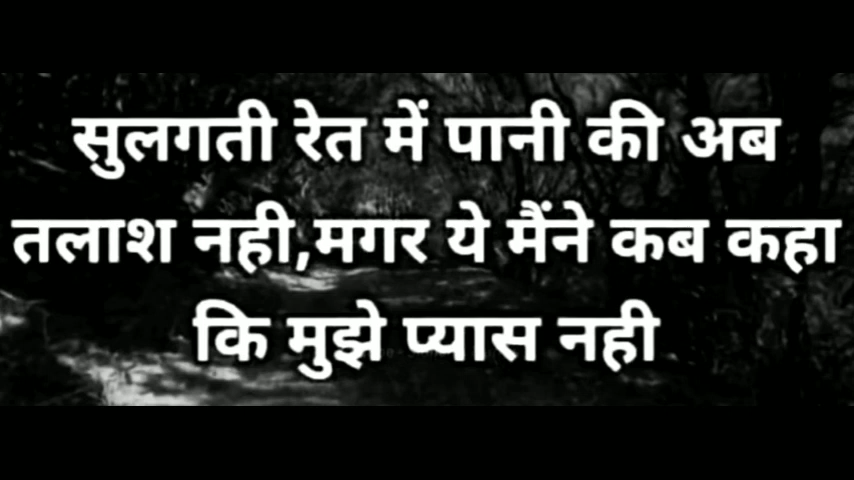 सुलगती रेत में पानी की अब
तलाश नही,मगर ये मैंने कब कहा
कि मुझे प्यास नही